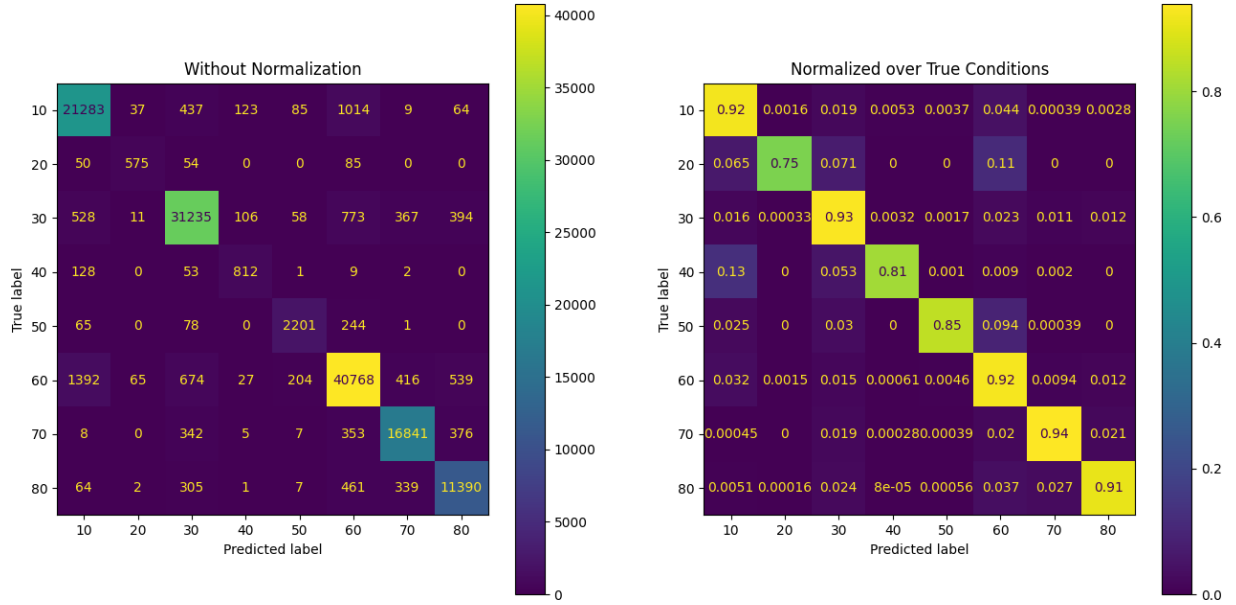 Without Normalization
10 21283 37 437 123 85 1014 9 64
20 50 575 54 0 0 85 0 0
30 528 11 31235 106 58 773 367 394
40 128 0 53 812 1 9 2 0
50 65 0 78 0 2201 244 1 0
60 1392 65 674 27 204 40768 416 539
70 8 0 342 5 7 353 16841 376
80 64 2 305 1 7 461 339 11390
10 20 30 40 50 60 70 80
Predicted label
True label
40000
35000
30000
25000
20000
15000
10000
5000
0
Normalized over True Conditions
10 0.92 0.0016 0.019 0.0053 0.0037 0.044 0.00039 0.0028
20 0.065 0.75 0.071 0 0 0.11 0 0
30 0.016 0.00033 0.93 0.0032 0.0017 0.023 0.011 0.012
40 0.13 0 0.053 0.81 0.001 0.009 0.002 0
50 0.025 0 0.03 0 0.85 0.094 0.00039 0
60 0.032 0.0015 0.015 0.00061 0.0046 0.92 0.0094 0.012
70 0.00045 0 0.019 0.00028 0.00039 0.02 0.94 0.021
80 0.0051 0.00016 0.024 8e-05 0.00056 0.037 0.027 0.91
10 20 30 40 50 60 70 80
Predicted label
True label
0.8
0.6
0.4
0.2
0.0